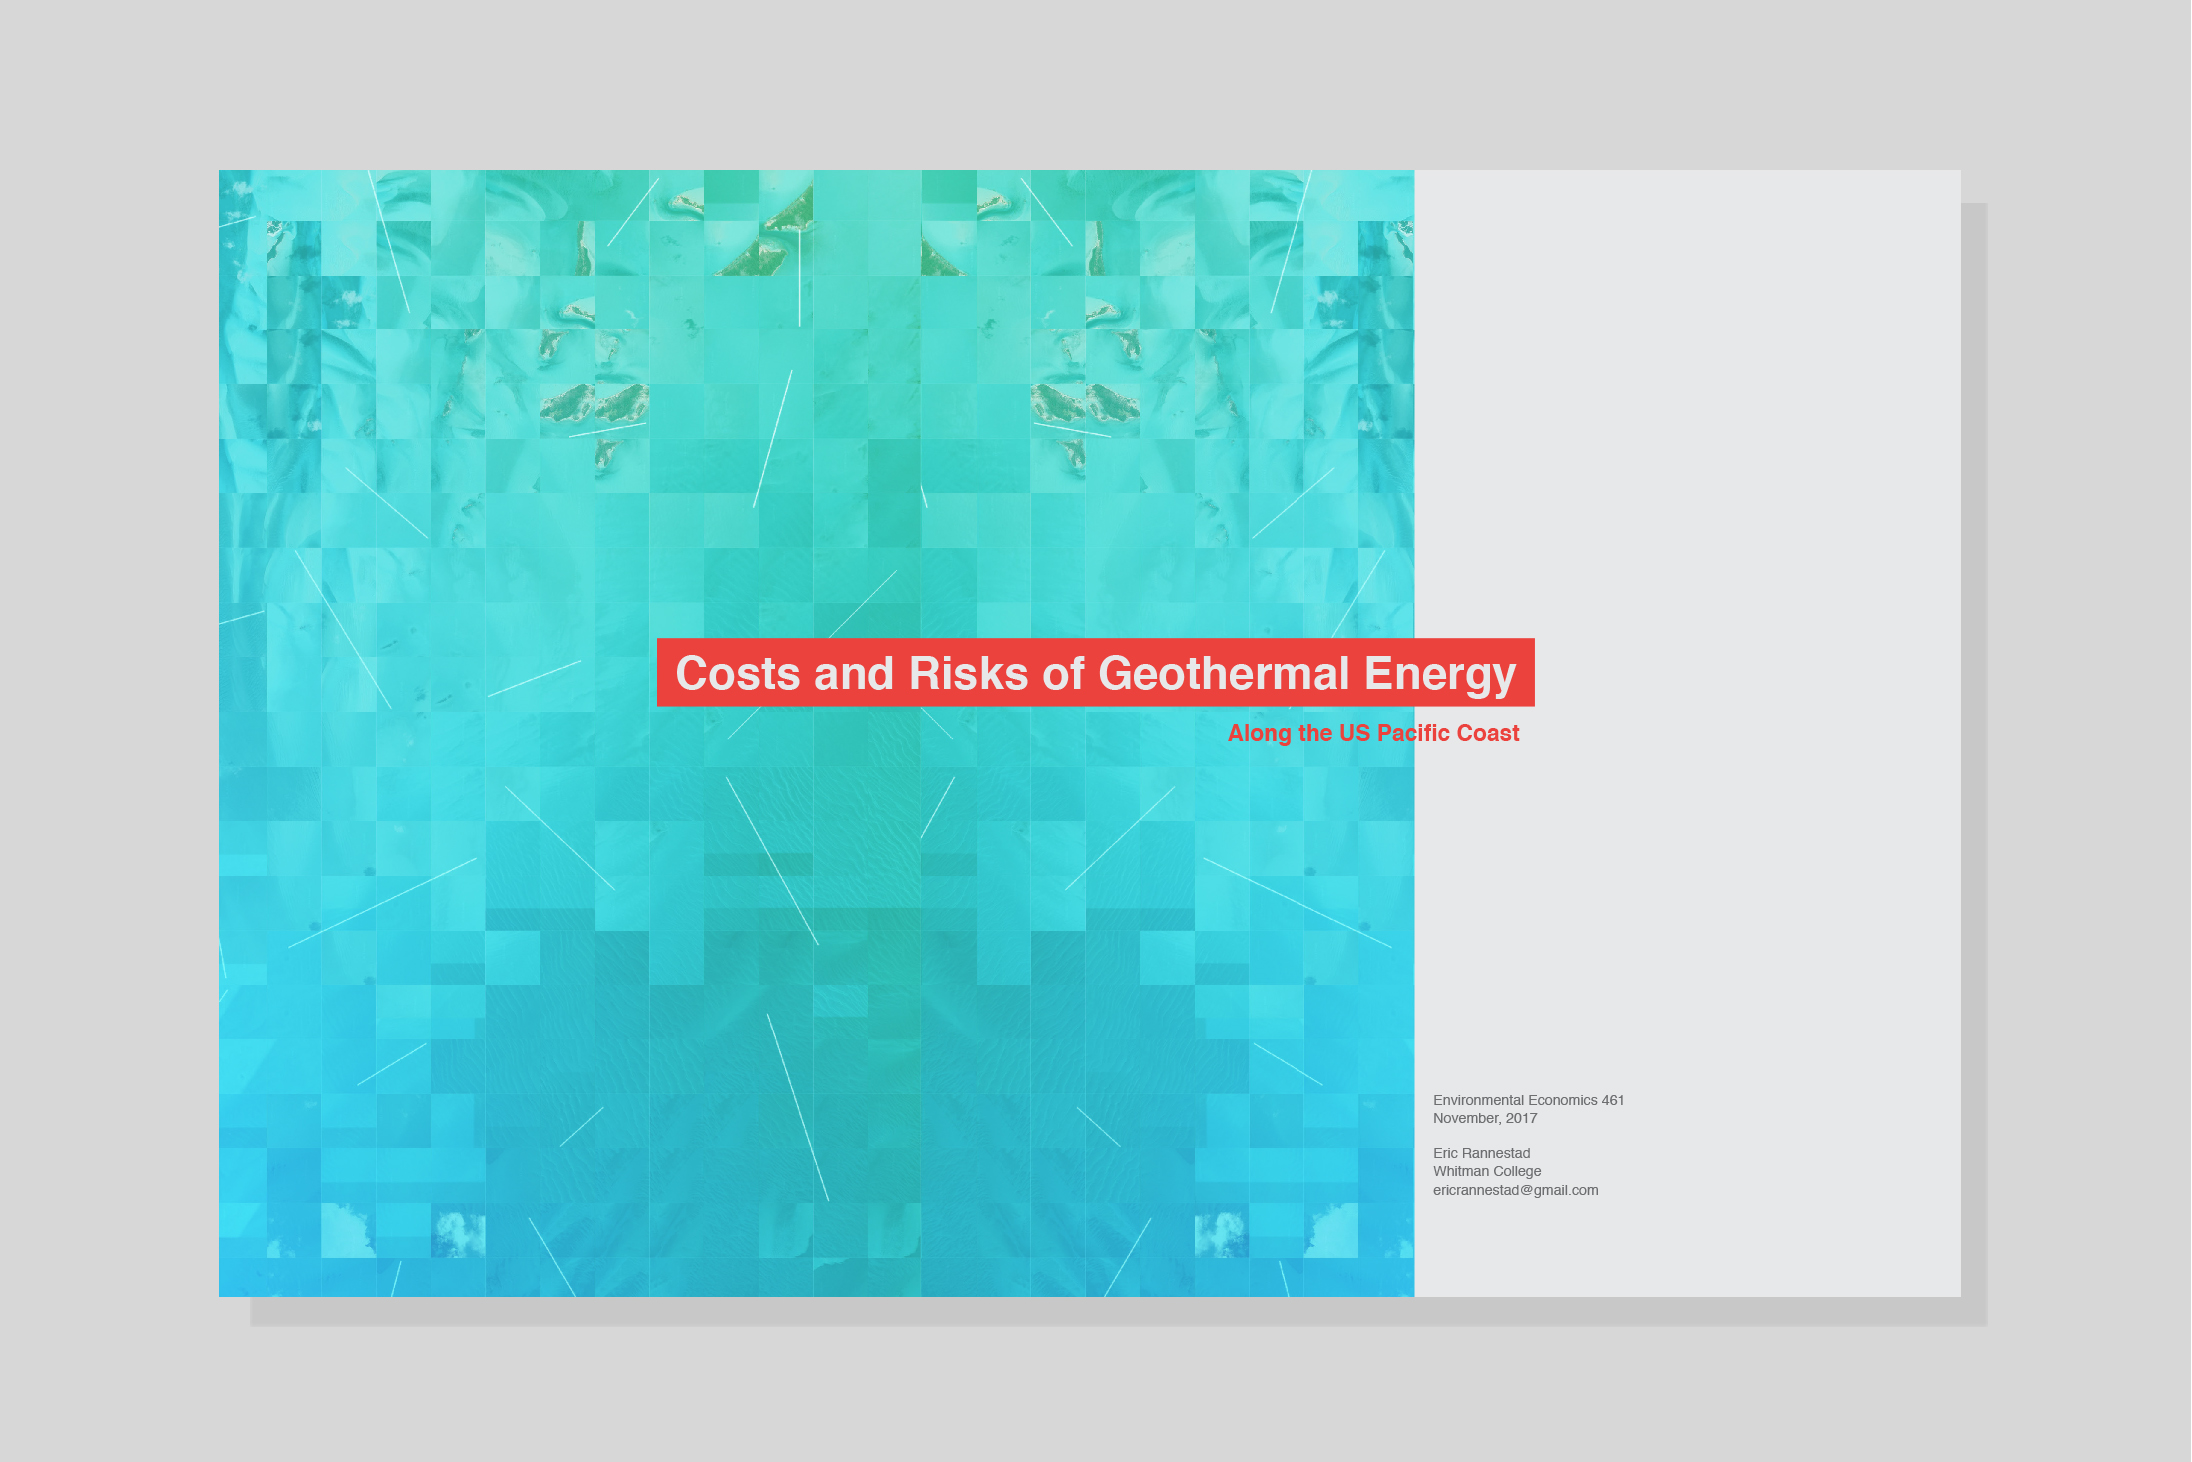 Costs and Risks of Geothermal Energy
Along the US Pacific Coast
Environmental Economics 461
November, 2017
Eric Rannestad
Whitman College
ericrannestad@gmail.com